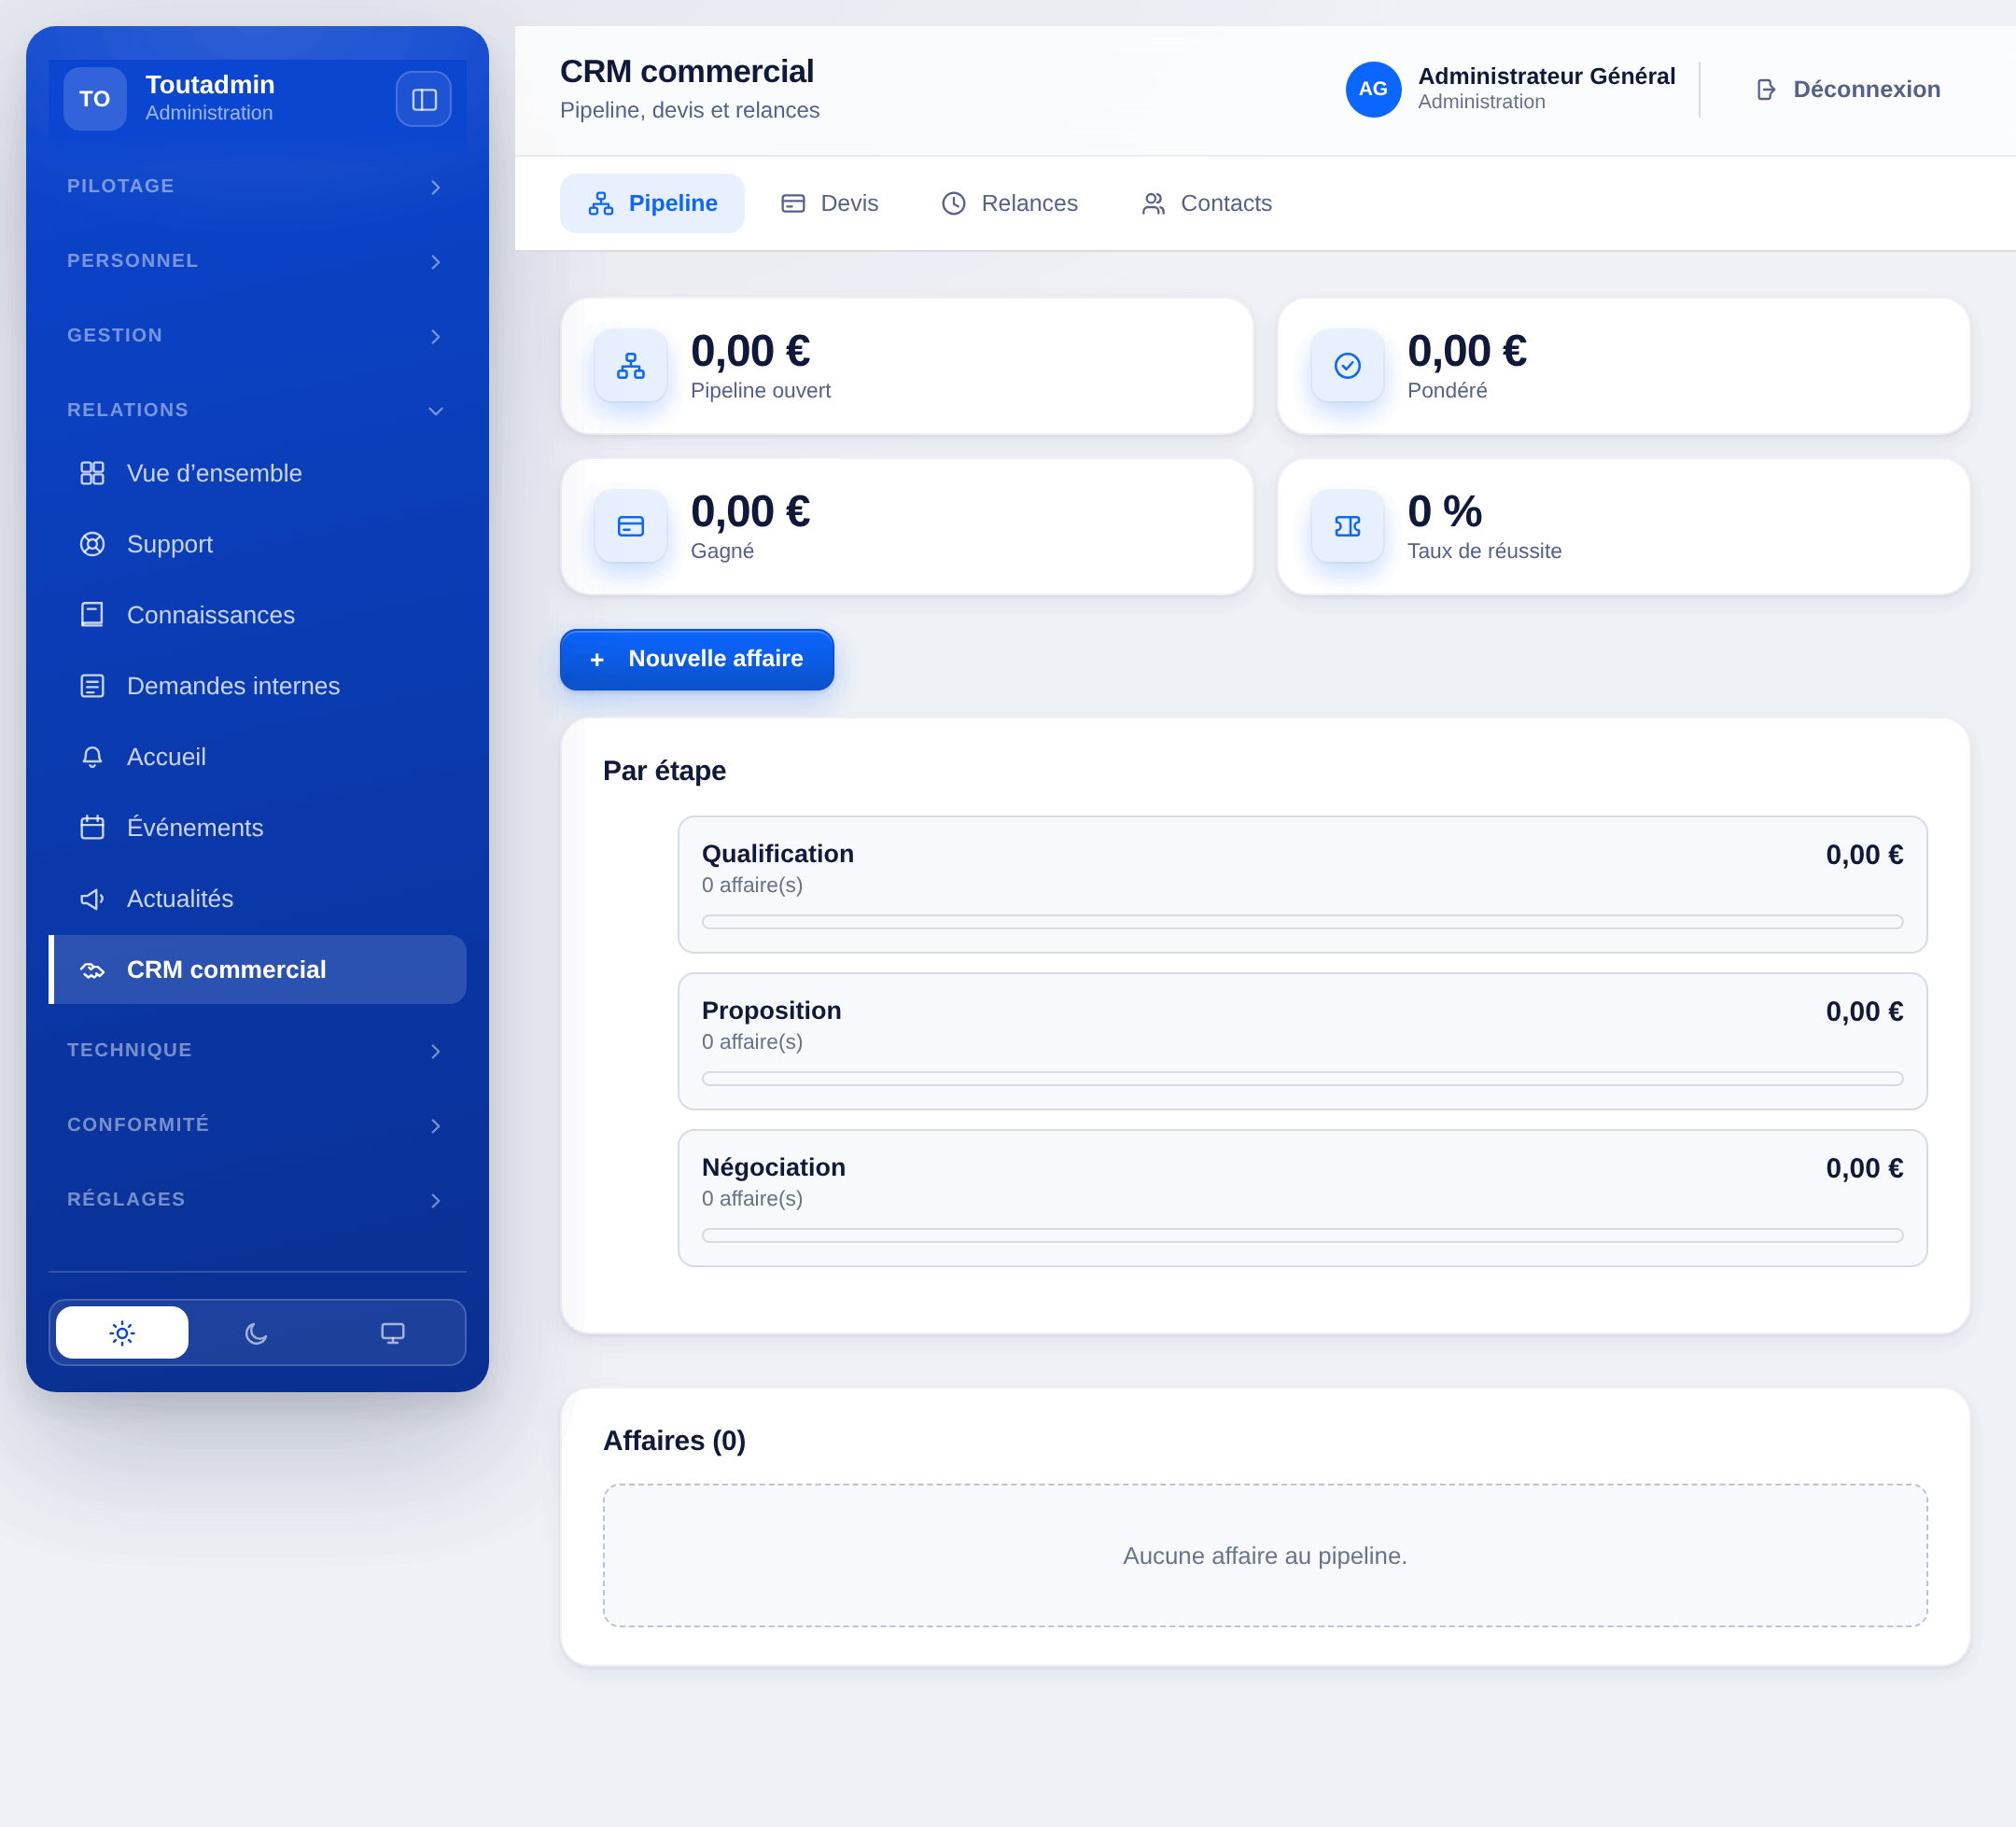 TO
Toutadmin
Administration
PILOTAGE
PERSONNEL
GESTION
RELATIONS
Vue d’ensemble
Support
Connaissances
Demandes internes
Accueil
Événements
Actualités
CRM commercial
TECHNIQUE
CONFORMITÉ
RÉGLAGES
CRM commercial
Pipeline, devis et relances
AG
Administrateur Général
Administration
Déconnexion
Pipeline
Devis
Relances
Contacts
0,00 €
Pipeline ouvert
0,00 €
Pondéré
0,00 €
Gagné
0 %
Taux de réussite
+ Nouvelle affaire
Par étape
Qualification
0,00 €
0 affaire(s)
Proposition
0,00 €
0 affaire(s)
Négociation
0,00 €
0 affaire(s)
Affaires (0)
Aucune affaire au pipeline.